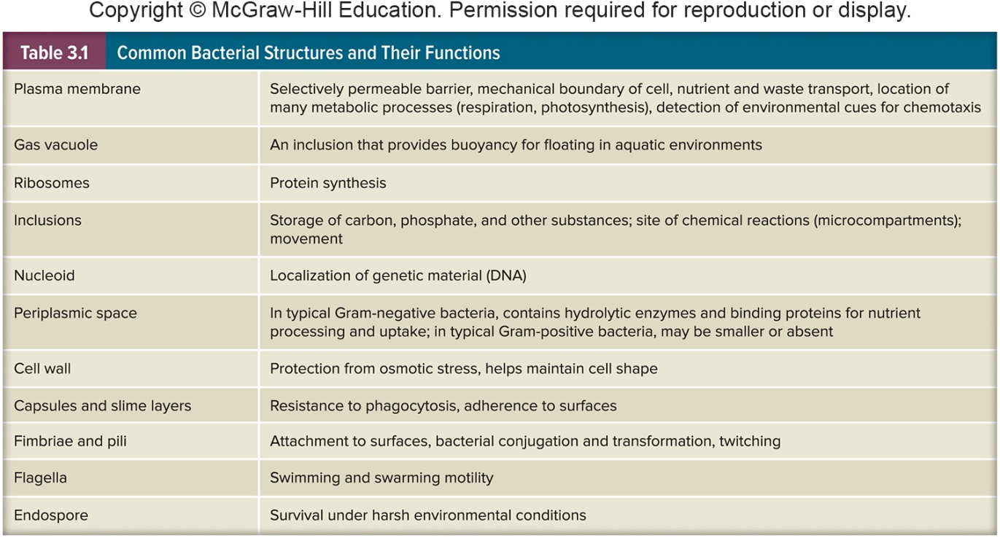 Copyright © McGraw-Hill Education. Permission required for reproduction or display.
Table 3.1 Common Bacterial Structures and Their Functions
Plasma membrane Selectively permeable barrier, mechanical boundary of cell, nutrient and waste transport, location of
many metabolic processes (respiration, photosynthesis), detection of environmental cues for chemotaxis
Gas vacuole An inclusion that provides buoyancy for floating in aquatic environments
Ribosomes Protein synthesis
Inclusions Storage of carbon, phosphate, and other substances; site of chemical reactions (microcompartments);
movement
Nucleoid Localization of genetic material (DNA)
Periplasmic space In typical Gram-negative bacteria, contains hydrolytic enzymes and binding proteins for nutrient
processing and uptake; in typical Gram-positive bacteria, may be smaller or absent
Cell wall Protection from osmotic stress, helps maintain cell shape
Capsules and slime layers Resistance to phagocytosis, adherence to surfaces
Fimbriae and pili Attachment to surfaces, bacterial conjugation and transformation, twitching
Flagella Swimming and swarming motility
Endospore Survival under harsh environmental conditions